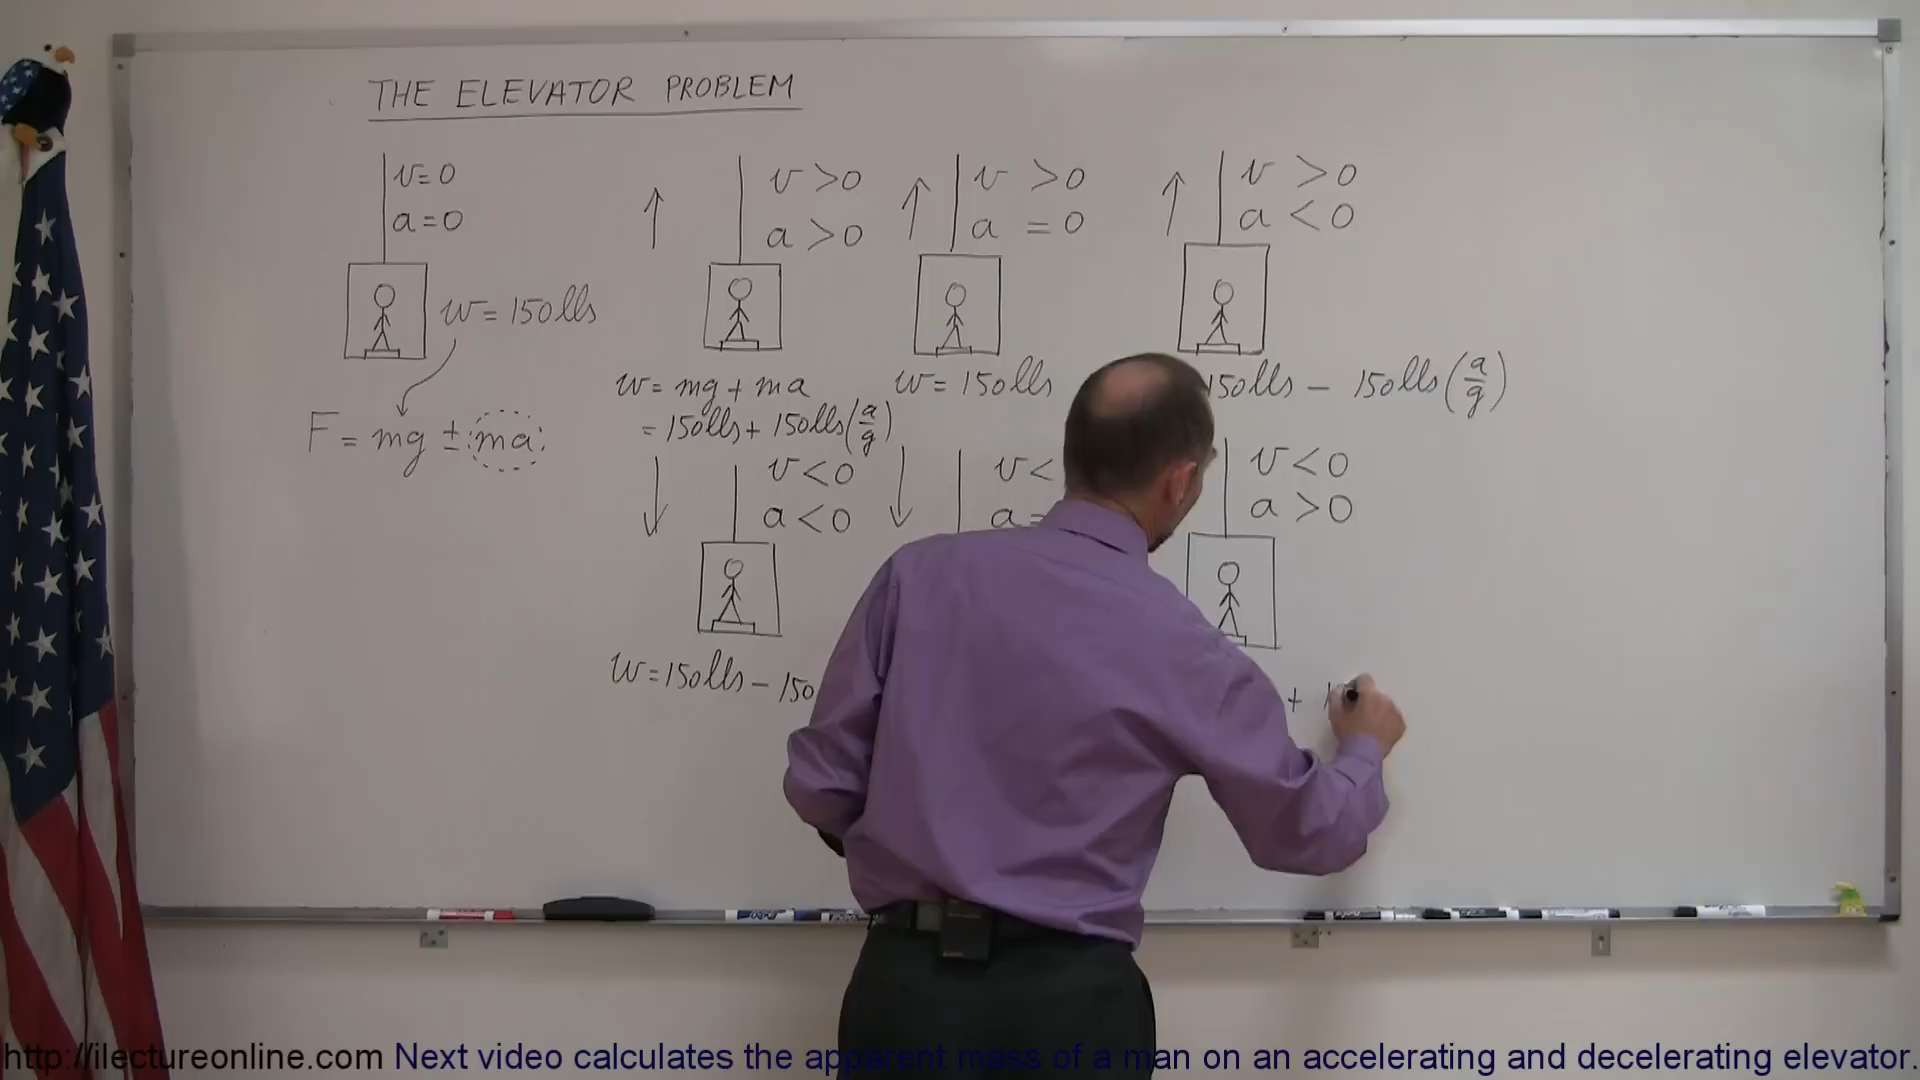 THE ELEVATOR PROBLEM
v=0
a=0
w=150lbs
F = mg ± ma
v>0
a>0
w=mg+ma
=150lbs+150lbs(a/g)
v>0
a=0
w=150lbs
v>0
a<0
150lbs - 150lbs(a/g)
v<0
a<0
w=150lbs-150
v<
a=
v<0
a>0
+
http://ilectureonline.com Next video calculates the apparent mass of a man on an accelerating and decelerating elevator.